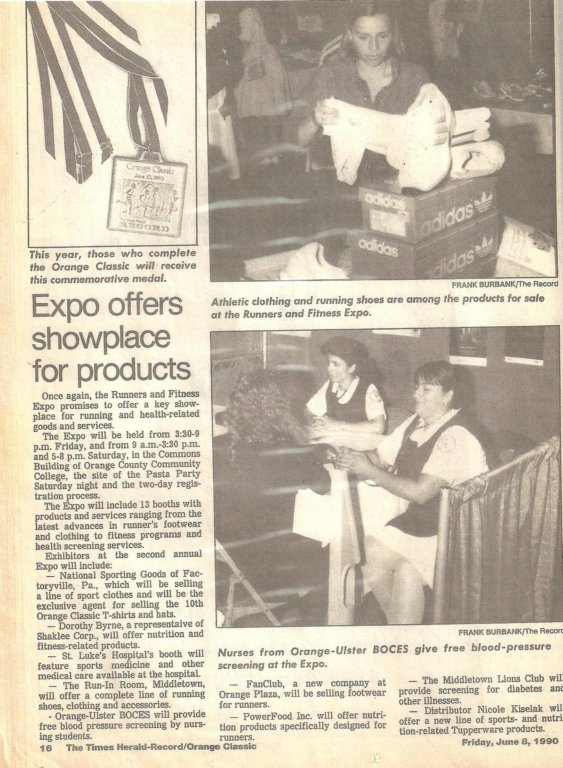 Orange Classic
June 10, 1990
RECORD
This year, those who complete
the Orange Classic will receive
this commemorative medal.
adidas
adidas
adidas
adidas
FRANK BURBANK/The Record
Athletic clothing and running shoes are among the products for sale
at the Runners and Fitness Expo.
Expo offers
showplace
for products
Once again, the Runners and Fitness
Expo promises to offer a key show-
place for running and health-related
goods and services.
The Expo will be held from 3:30-9
p.m. Friday, and from 9 a.m.-3:30 p.m.
and 5-8 p.m. Saturday, in the Commons
Building of Orange County Community
College, the site of the Pasta Party
Saturday night and the two-day regis-
tration process.
The Expo will include 13 booths with
products and services ranging from the
latest advances in runner's footwear
and clothing to fitness programs and
health screening services.
Exhibitors at the second annual
Expo will include:
— National Sporting Goods of Fac-
toryville, Pa., which will be selling
a line of sport clothes and will be the
exclusive agent for selling the 10th
Orange Classic T-shirts and hats.
— Dorothy Byrne, a representaive of
Shaklee Corp., will offer nutrition and
fitness-related products.
— St. Luke's Hospital's booth will
feature sports medicine and other
medical care available at the hospital.
— The Run-In Room, Middletown,
will offer a complete line of running
shoes, clothing and accessories.
- Orange-Ulster BOCES will provide
free blood pressure screening by nurs-
ing students.
FRANK BURBANK/The Record
Nurses from Orange-Ulster BOCES give free blood-pressure
screening at the Expo.
— FanClub, a new company at
Orange Plaza, will be selling footwear
for runners.
— PowerFood Inc. will offer nutri-
tion products specifically designed for
runners.
— The Middletown Lions Club will
provide screening for diabetes and
other illnesses.
— Distributor Nicole Kiselak will
offer a new line of sports- and nutri-
tion-related Tupperware products.
16 The Times Herald-Record/Orange Classic
Friday, June 8, 1990